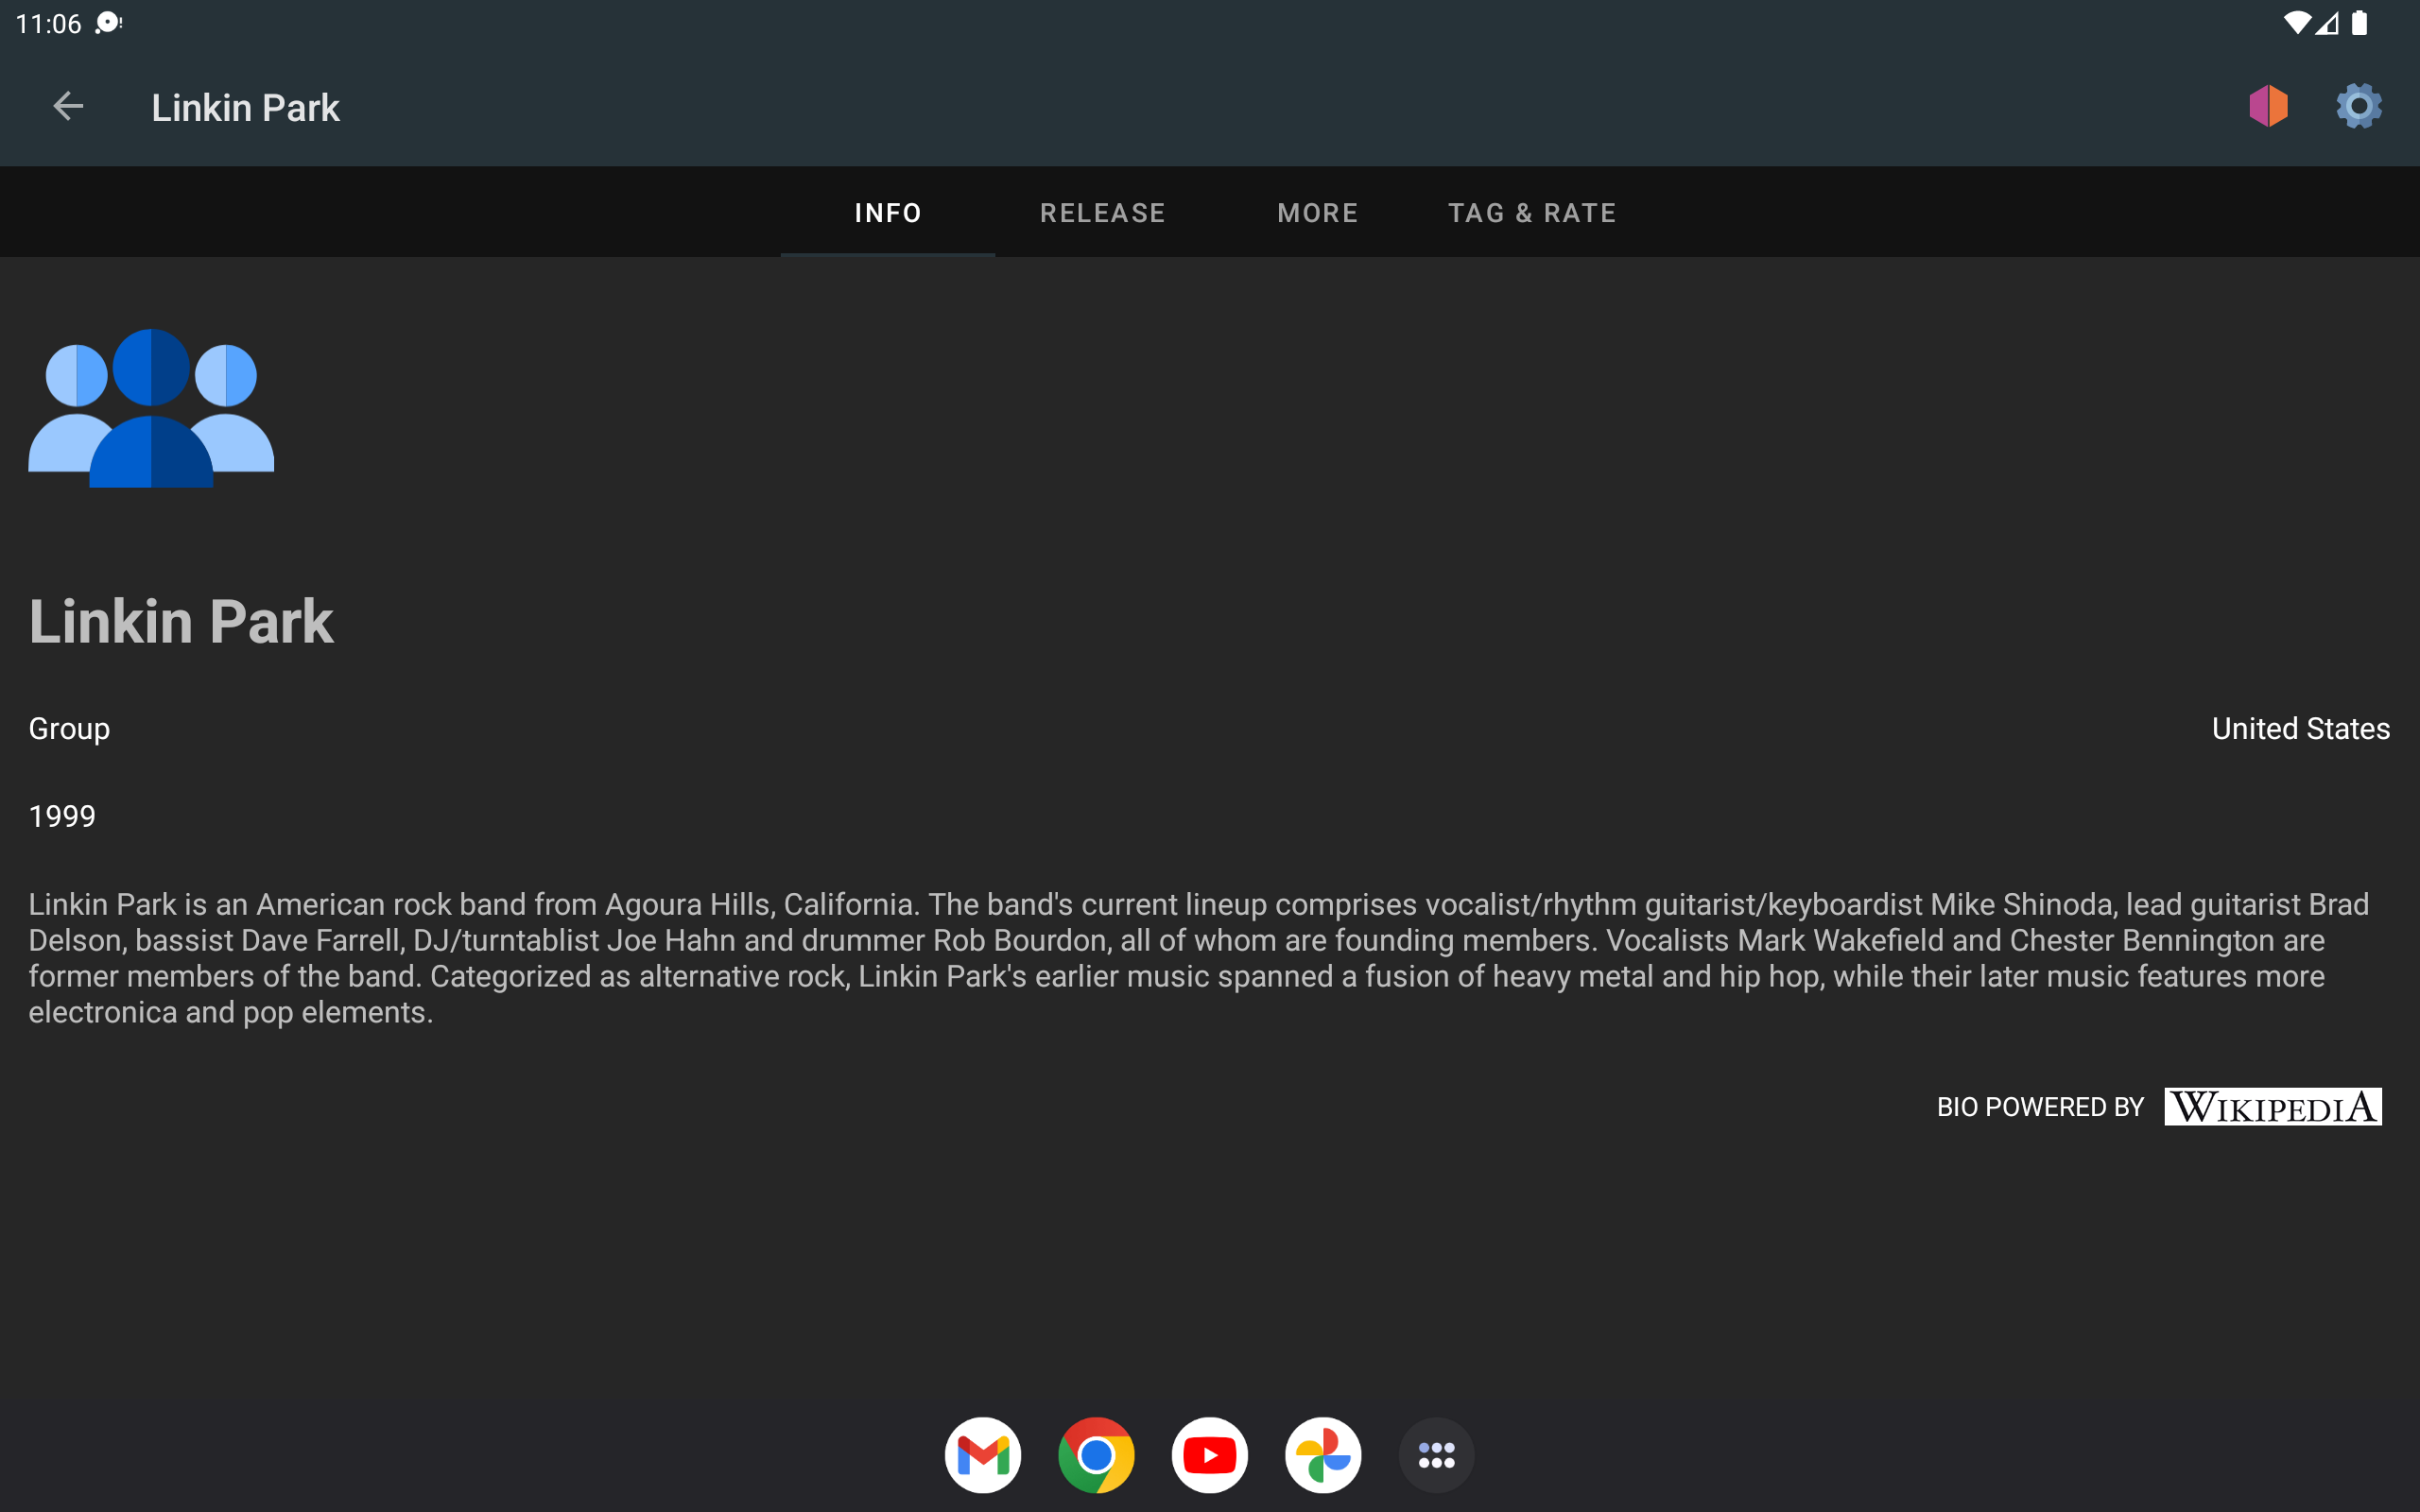 11:06
Linkin Park
INFO RELEASE MORE TAG & RATE
Linkin Park
Group United States
1999
Linkin Park is an American rock band from Agoura Hills, California. The band's current lineup comprises vocalist/rhythm guitarist/keyboardist Mike Shinoda, lead guitarist Brad
Delson, bassist Dave Farrell, DJ/turntablist Joe Hahn and drummer Rob Bourdon, all of whom are founding members. Vocalists Mark Wakefield and Chester Bennington are
former members of the band. Categorized as alternative rock, Linkin Park's earlier music spanned a fusion of heavy metal and hip hop, while their later music features more
electronica and pop elements.
BIO POWERED BY WIKIPEDIA